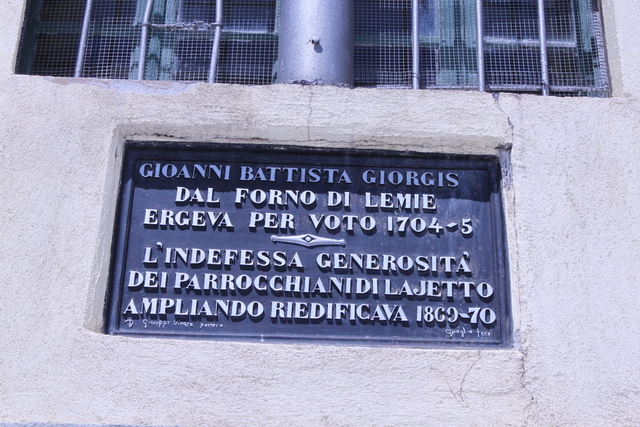 GIOANNI BATTISTA GIORGIS
DAL FORNO DI LEMIE
ERGEVA PER VOTO 1704-5
L'INDEFESSA GENEROSITÀ
DEI PARROCCHIANI DI LAJETTO
AMPLIANDO RIEDIFICAVA 1869-70